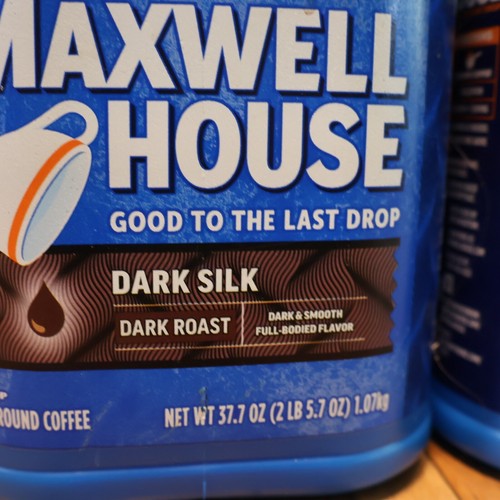 MAXWELL
HOUSE
GOOD TO THE LAST DROP
DARK SILK
DARK ROAST
DARK & SMOOTH
FULL-BODIED FLAVOR
ROUND COFFEE
NET WT 37.7 OZ (2 LB 5.7 OZ) 1.07kg